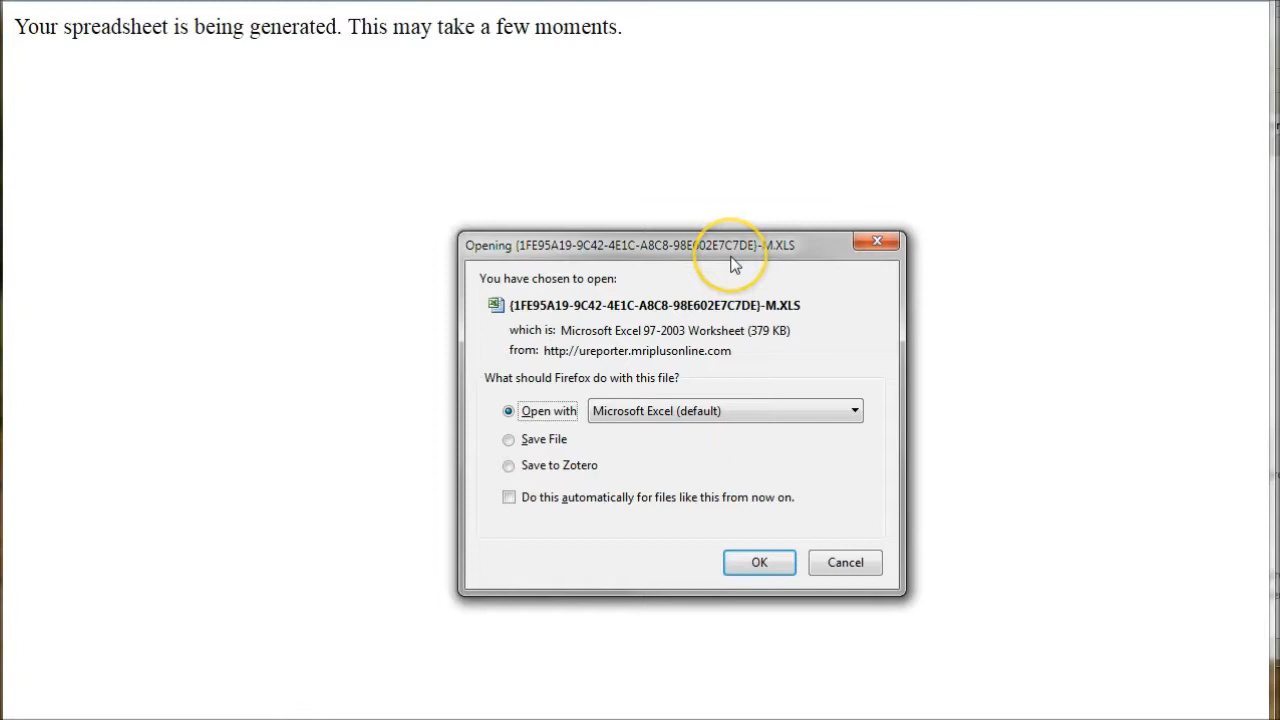 Your spreadsheet is being generated. This may take a few moments.
Opening {1FE95A19-9C42-4E1C-A8C8-98E602E7C7DE}-M.XLS
You have chosen to open:
{1FE95A19-9C42-4E1C-A8C8-98E602E7C7DE}-M.XLS
which is: Microsoft Excel 97-2003 Worksheet (379 KB)
from: http://ureporter.mriplusonline.com
What should Firefox do with this file?
Open with Microsoft Excel (default)
Save File
Save to Zotero
Do this automatically for files like this from now on.
OK Cancel